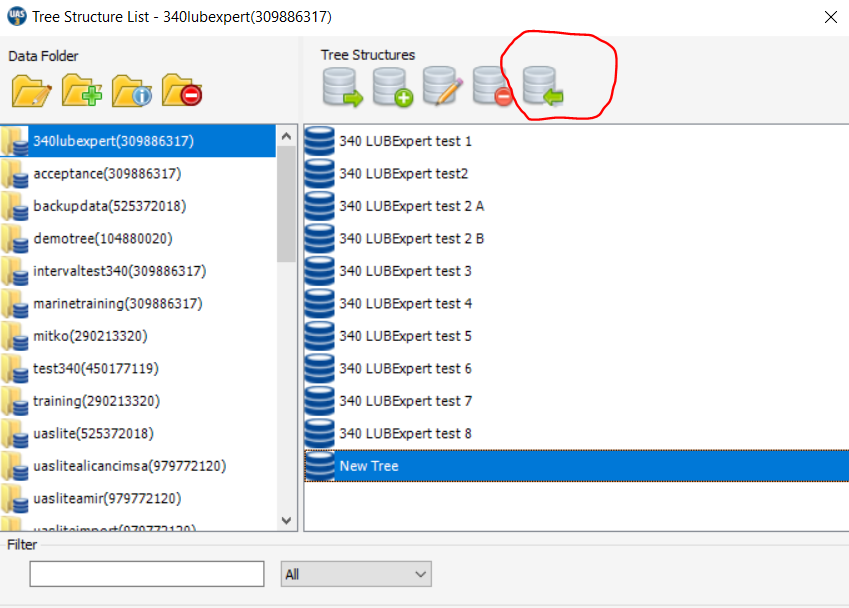 UAS
Tree Structure List - 340lubexpert(309886317)
Data Folder
Tree Structures
340lubexpert(309886317)
acceptance(309886317)
backupdata(525372018)
demotree(104880020)
intervaltest340(309886317)
marinetraining(309886317)
mitko(290213320)
test340(450177119)
training(290213320)
uaslite(525372018)
uaslitealicancimsa(979772120)
uasliteamir(979772120)
uasliteimport(979772120)
340 LUBExpert test 1
340 LUBExpert test2
340 LUBExpert test 2 A
340 LUBExpert test 2 B
340 LUBExpert test 3
340 LUBExpert test 4
340 LUBExpert test 5
340 LUBExpert test 6
340 LUBExpert test 7
340 LUBExpert test 8
New Tree
Filter
All